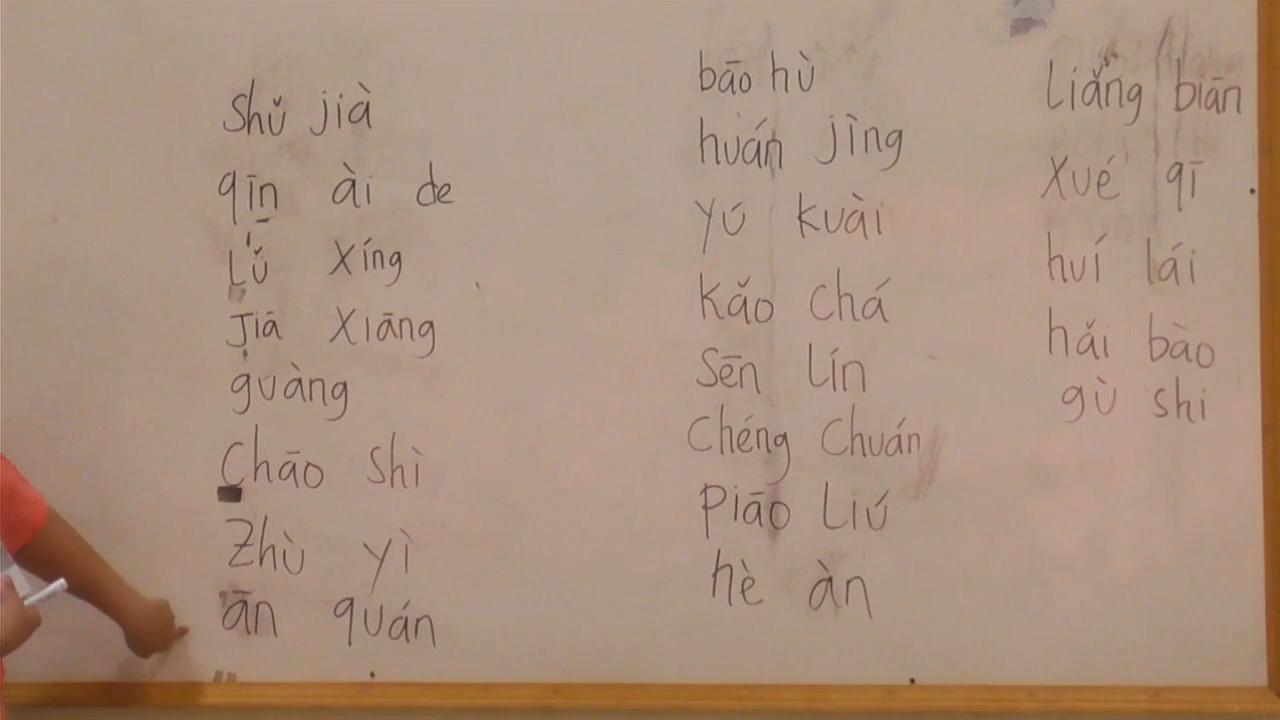 Shǔ jià
qīn ài de
Lǚ Xíng
Jiā Xiāng
guàng
Chāo Shì
Zhù yì
ān quán
bāo hù
huán jìng
yú kuài
kǎo chá
Sēn lín
Chéng Chuán
Piāo Liú
hè àn
Liǎng biān
Xué qī
huí lái
hǎi bào
gù shi